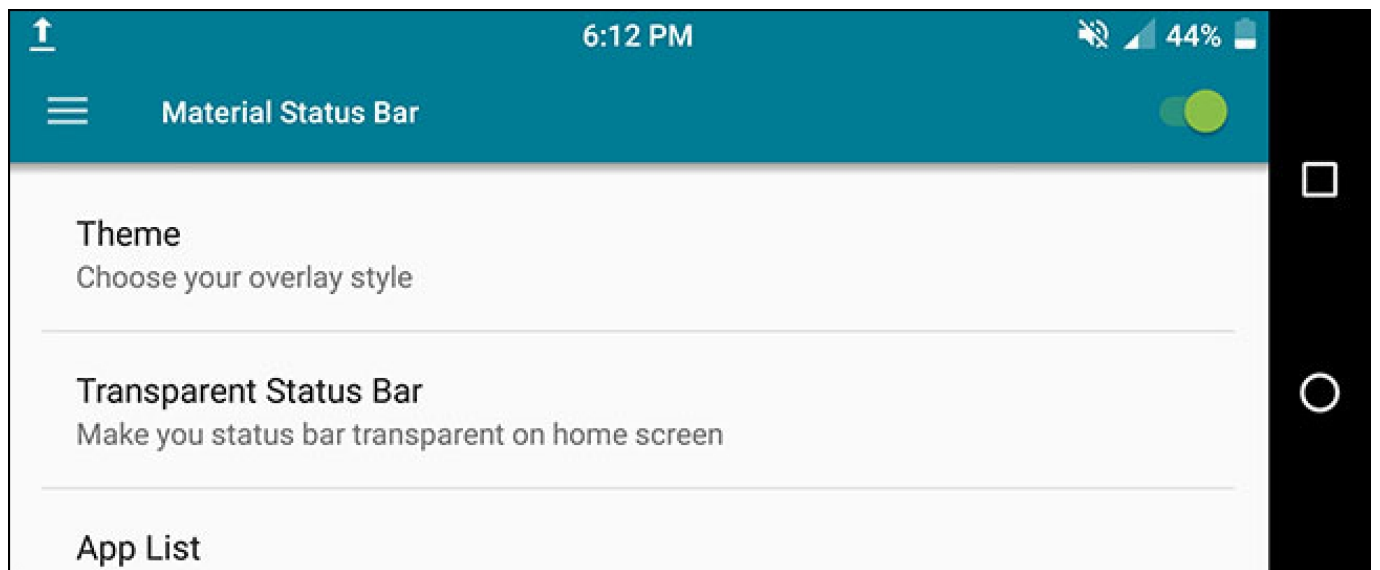 6:12 PM 44%
Material Status Bar
Theme
Choose your overlay style
Transparent Status Bar
Make you status bar transparent on home screen
App List